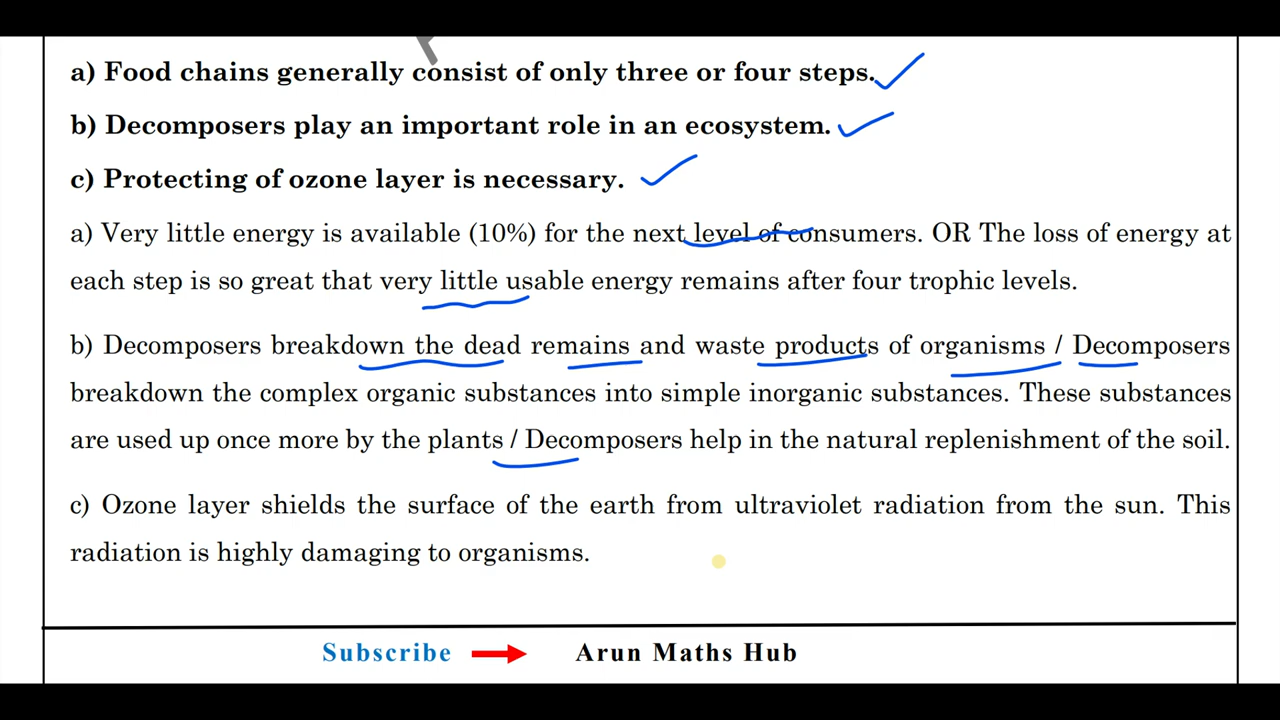 a) Food chains generally consist of only three or four steps.
b) Decomposers play an important role in an ecosystem.
c) Protecting of ozone layer is necessary.
a) Very little energy is available (10%) for the next level of consumers. OR The loss of energy at
each step is so great that very little usable energy remains after four trophic levels.
b) Decomposers breakdown the dead remains and waste products of organisms / Decomposers
breakdown the complex organic substances into simple inorganic substances. These substances
are used up once more by the plants / Decomposers help in the natural replenishment of the soil.
c) Ozone layer shields the surface of the earth from ultraviolet radiation from the sun. This
radiation is highly damaging to organisms.
Subscribe Arun Maths Hub